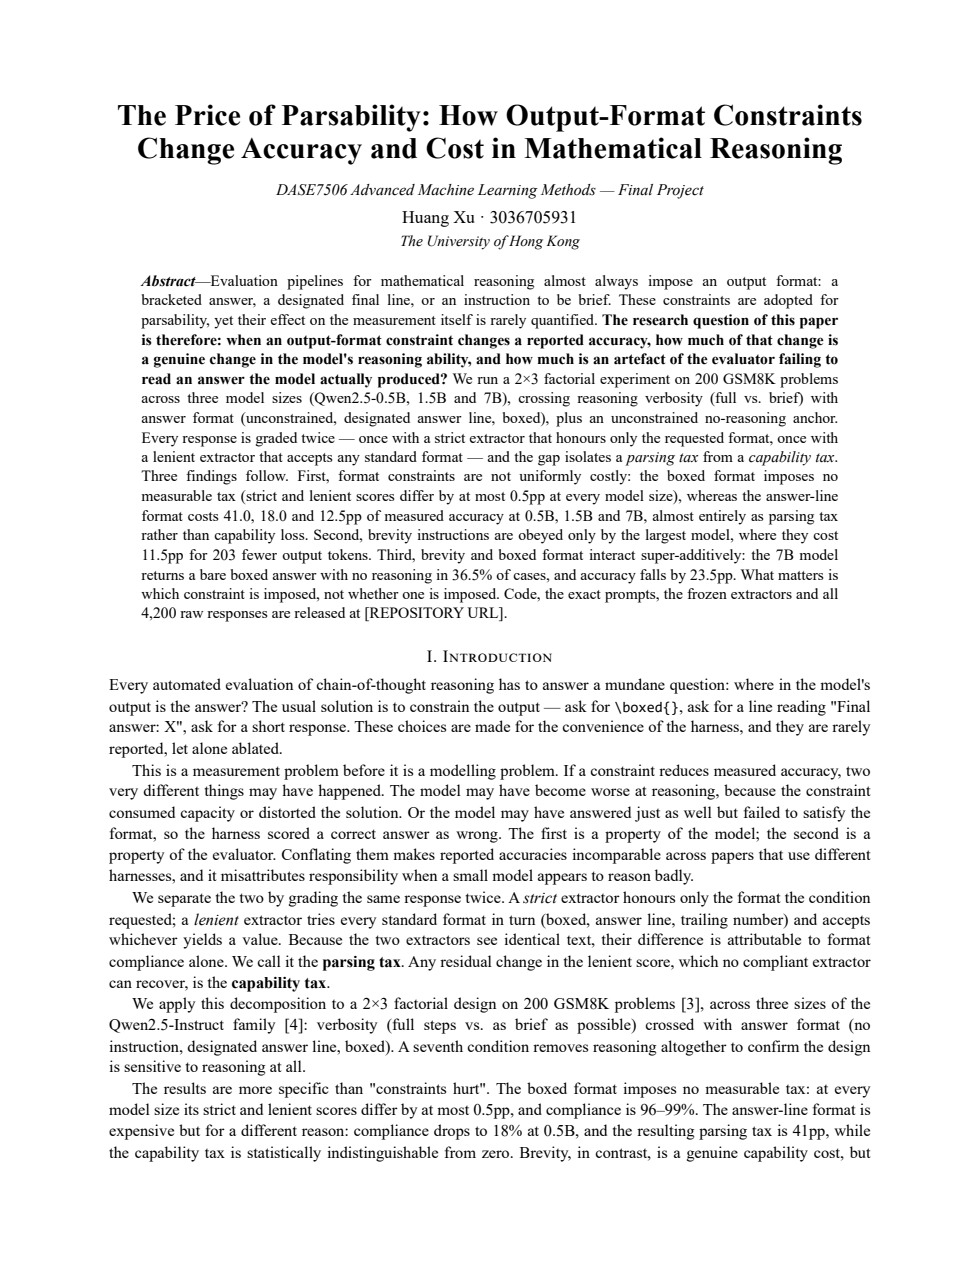 The Price of Parsability: How Output-Format Constraints
Change Accuracy and Cost in Mathematical Reasoning
DASE7506 Advanced Machine Learning Methods — Final Project
Huang Xu · 3036705931
The University of Hong Kong
Abstract—Evaluation pipelines for mathematical reasoning almost always impose an output format: a
bracketed answer, a designated final line, or an instruction to be brief. These constraints are adopted for
parsability, yet their effect on the measurement itself is rarely quantified. The research question of this paper
is therefore: when an output-format constraint changes a reported accuracy, how much of that change is
a genuine change in the model's reasoning ability, and how much is an artefact of the evaluator failing to
read an answer the model actually produced? We run a 2×3 factorial experiment on 200 GSM8K problems
across three model sizes (Qwen2.5-0.5B, 1.5B and 7B), crossing reasoning verbosity (full vs. brief) with
answer format (unconstrained, designated answer line, boxed), plus an unconstrained no-reasoning anchor.
Every response is graded twice — once with a strict extractor that honours only the requested format, once with
a lenient extractor that accepts any standard format — and the gap isolates a parsing tax from a capability tax.
Three findings follow. First, format constraints are not uniformly costly: the boxed format imposes no
measurable tax (strict and lenient scores differ by at most 0.5pp at every model size), whereas the answer-line
format costs 41.0, 18.0 and 12.5pp of measured accuracy at 0.5B, 1.5B and 7B, almost entirely as parsing tax
rather than capability loss. Second, brevity instructions are obeyed only by the largest model, where they cost
11.5pp for 203 fewer output tokens. Third, brevity and boxed format interact super-additively: the 7B model
returns a bare boxed answer with no reasoning in 36.5% of cases, and accuracy falls by 23.5pp. What matters is
which constraint is imposed, not whether one is imposed. Code, the exact prompts, the frozen extractors and all
4,200 raw responses are released at [REPOSITORY URL].
I. INTRODUCTION
Every automated evaluation of chain-of-thought reasoning has to answer a mundane question: where in the model's
output is the answer? The usual solution is to constrain the output — ask for \boxed{}, ask for a line reading "Final
answer: X", ask for a short response. These choices are made for the convenience of the harness, and they are rarely
reported, let alone ablated.
This is a measurement problem before it is a modelling problem. If a constraint reduces measured accuracy, two
very different things may have happened. The model may have become worse at reasoning, because the constraint
consumed capacity or distorted the solution. Or the model may have answered just as well but failed to satisfy the
format, so the harness scored a correct answer as wrong. The first is a property of the model; the second is a
property of the evaluator. Conflating them makes reported accuracies incomparable across papers that use different
harnesses, and it misattributes responsibility when a small model appears to reason badly.
We separate the two by grading the same response twice. A strict extractor honours only the format the condition
requested; a lenient extractor tries every standard format in turn (boxed, answer line, trailing number) and accepts
whichever yields a value. Because the two extractors see identical text, their difference is attributable to format
compliance alone. We call it the parsing tax. Any residual change in the lenient score, which no compliant extractor
can recover, is the capability tax.
We apply this decomposition to a 2×3 factorial design on 200 GSM8K problems [3], across three sizes of the
Qwen2.5-Instruct family [4]: verbosity (full steps vs. as brief as possible) crossed with answer format (no
instruction, designated answer line, boxed). A seventh condition removes reasoning altogether to confirm the design
is sensitive to reasoning at all.
The results are more specific than "constraints hurt". The boxed format imposes no measurable tax: at every
model size its strict and lenient scores differ by at most 0.5pp, and compliance is 96–99%. The answer-line format is
expensive but for a different reason: compliance drops to 18% at 0.5B, and the resulting parsing tax is 41pp, while
the capability tax is statistically indistinguishable from zero. Brevity, in contrast, is a genuine capability cost, but